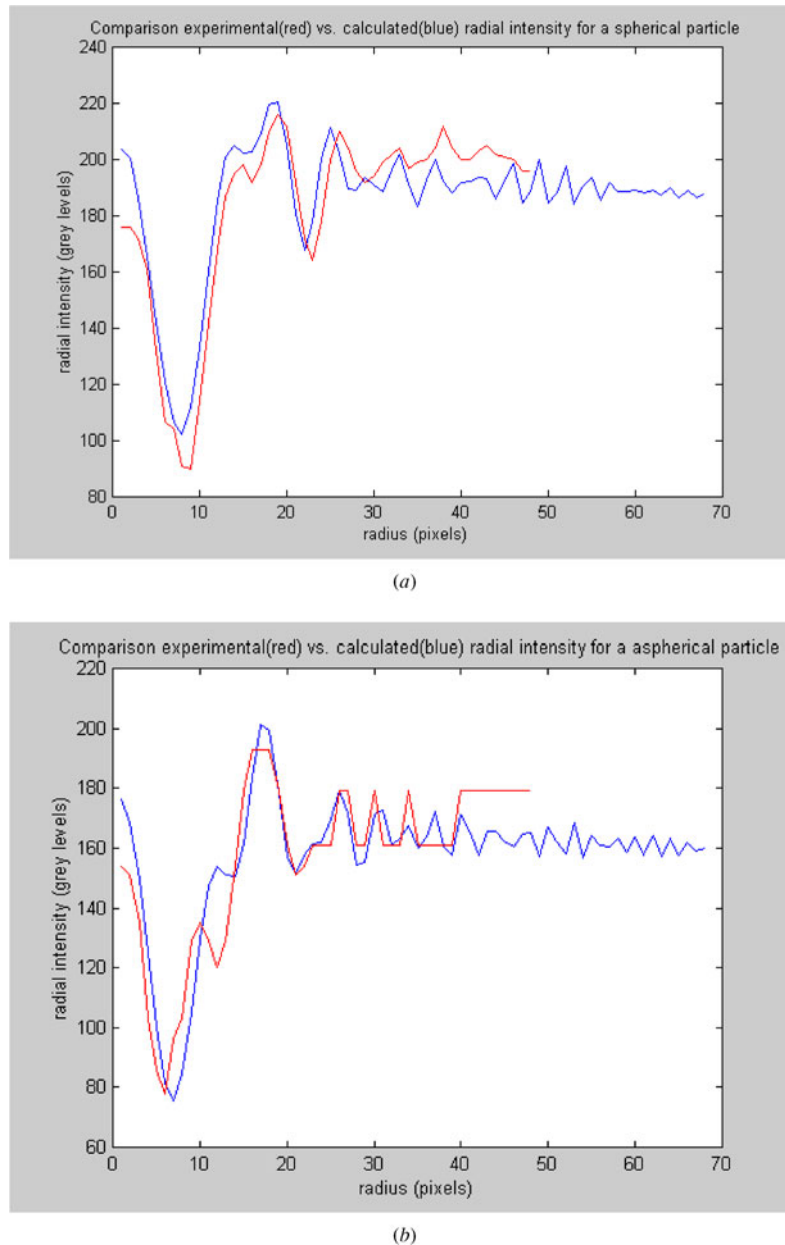 Comparison experimental(red) vs. calculated(blue) radial intensity for a spherical particle
240
220
200
180
160
140
120
100
80
radial intensity (grey levels)
0 10 20 30 40 50 60 70
radius (pixels)
(a)
Comparison experimental(red) vs. calculated(blue) radial intensity for a aspherical particle
220
200
180
160
140
120
100
80
60
radial intensity (grey levels)
0 10 20 30 40 50 60 70
radius (pixels)
(b)